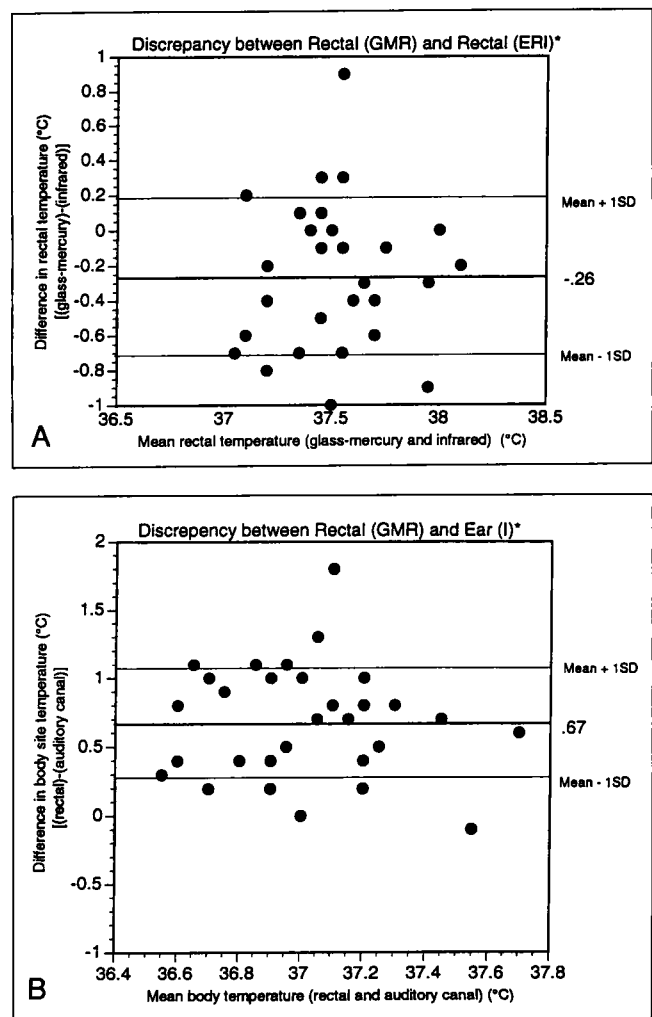 Discrepancy between Rectal (GMR) and Rectal (ERI)*
Difference in rectal temperature (°C)
[(glass-mercury)-(infrared)]
1
0.8
0.6
0.4
0.2
0
-0.2
-0.4
-0.6
-0.8
-1
Mean + 1SD
-.26
Mean - 1SD
36.5 37 37.5 38 38.5
Mean rectal temperature (glass-mercury and infrared) (°C)
A
Discrepency between Rectal (GMR) and Ear (I)*
Difference in body site temperature (°C)
[(rectal)-(auditory canal)]
2
1.5
1
0.5
0
-0.5
-1
Mean + 1SD
.67
Mean - 1SD
36.4 36.6 36.8 37 37.2 37.4 37.6 37.8
Mean body temperature (rectal and auditory canal) (°C)
B